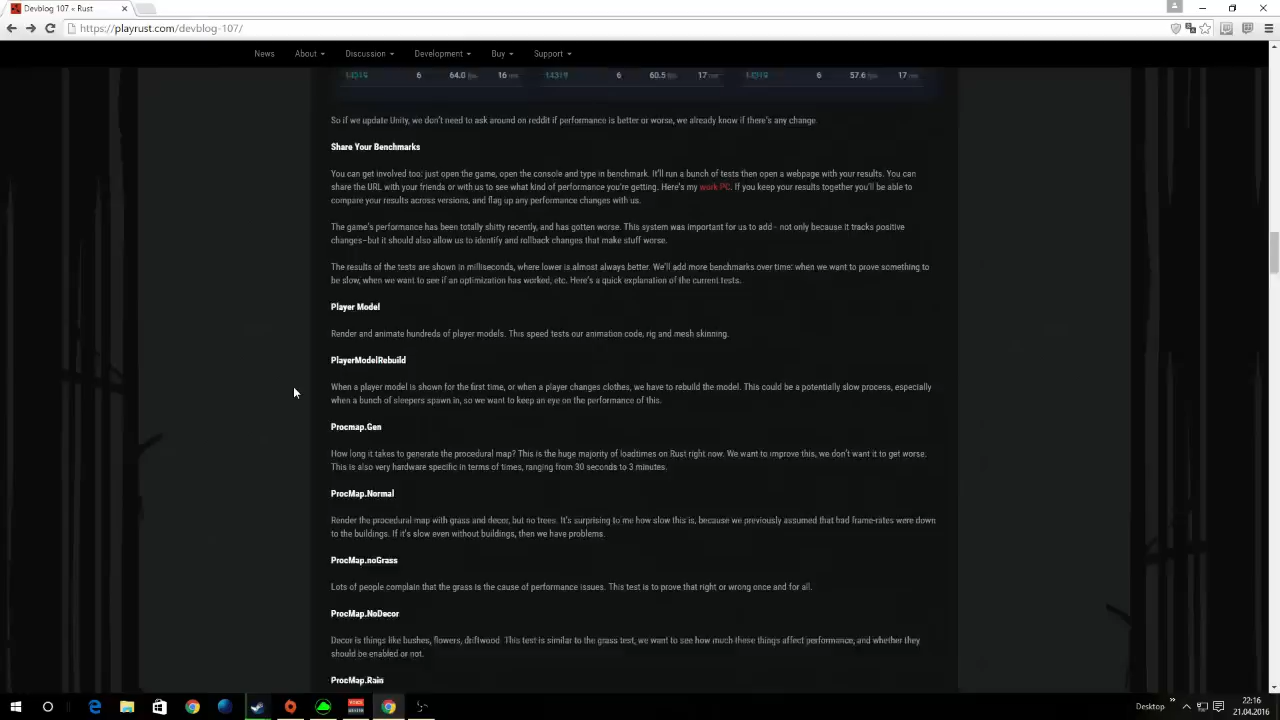 Devblog 107 • Rust
https://playrust.com/devblog-107/
News About Discussion Development Buy Support
14319 6 64.0 fps 16 14319 6 60.5 fps 17 14319 6 57.6 fps 17
So if we update Unity, we don't need to ask around on reddit if performance is better or worse, we already know if there's any change.
Share Your Benchmarks
You can get involved too: just open the game, open the console and type in benchmark. It'll run a bunch of tests then open a webpage with your results. You can
share the URL with your friends or with us to see what kind of performance you're getting. Here's my work PC. If you keep your results together you'll be able to
compare your results across versions, and flag up any performance changes with us.
The game's performance has been totally shitty recently, and has gotten worse. This system was important for us to add– not only because it tracks positive
changes–but it should also allow us to identify and rollback changes that make stuff worse.
The results of the tests are shown in milliseconds, where lower is almost always better. We'll add more benchmarks over time: when we want to prove something to
be slow, when we want to see if an optimization has worked, etc. Here's a quick explanation of the current tests.
Player Model
Render and animate hundreds of player models. This speed tests our animation code, rig and mesh skinning.
PlayerModelRebuild
When a player model is shown for the first time, or when a player changes clothes, we have to rebuild the model. This could be a potentially slow process, especially
when a bunch of sleepers spawn in, so we want to keep an eye on the performance of this.
Procmap.Gen
How long it takes to generate the procedural map? This is the huge majority of loadtimes on Rust right now. We want to improve this, we don't want it to get worse.
This is also very hardware specific in terms of times, ranging from 30 seconds to 3 minutes.
ProcMap.Normal
Render the procedural map with grass and decor, but no trees. It's surprising to me how slow this is, because we previously assumed that bad frame-rates were down
to the buildings. If it's slow even without buildings, then we have problems.
ProcMap.noGrass
Lots of people complain that the grass is the cause of performance issues. This test is to prove that right or wrong once and for all.
ProcMap.NoDecor
Decor is things like bushes, flowers, driftwood. This test is similar to the grass test, we want to see how much these things affect performance, and whether they
should be enabled or not.
ProcMap.Rain
Desktop
22:16
21.04.2016